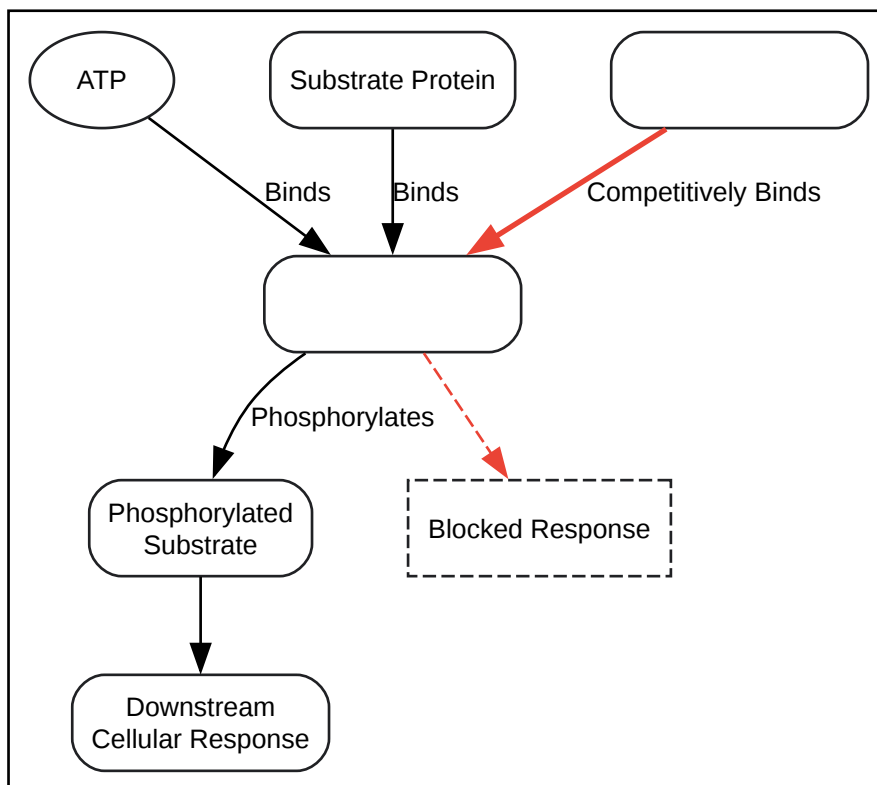 ATP
Substrate Protein
Binds
Binds
Competitively Binds
Phosphorylates
Phosphorylated
Substrate
Blocked Response
Downstream
Cellular Response